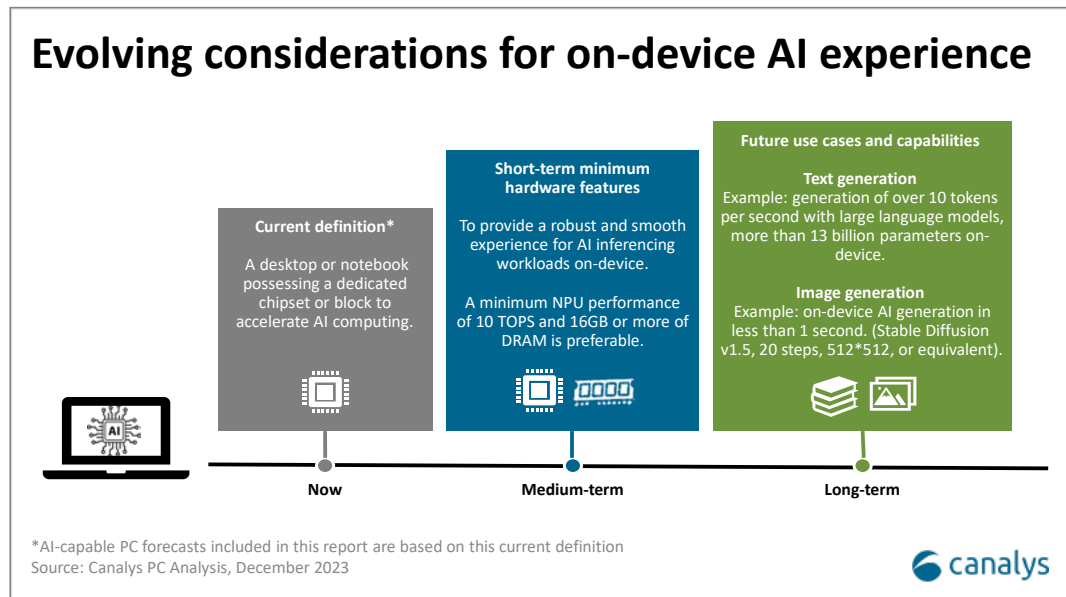 Evolving considerations for on-device AI experience
Current definition*
A desktop or notebook
possessing a dedicated
chipset or block to
accelerate AI computing.
Short-term minimum
hardware features
To provide a robust and smooth
experience for AI inferencing
workloads on-device.
A minimum NPU performance
of 10 TOPS and 16GB or more of
DRAM is preferable.
Future use cases and capabilities
Text generation
Example: generation of over 10 tokens
per second with large language models,
more than 13 billion parameters on-
device.
Image generation
Example: on-device AI generation in
less than 1 second. (Stable Diffusion
v1.5, 20 steps, 512*512, or equivalent).
AI
Now
Medium-term
Long-term
*AI-capable PC forecasts included in this report are based on this current definition
Source: Canalys PC Analysis, December 2023
canalys